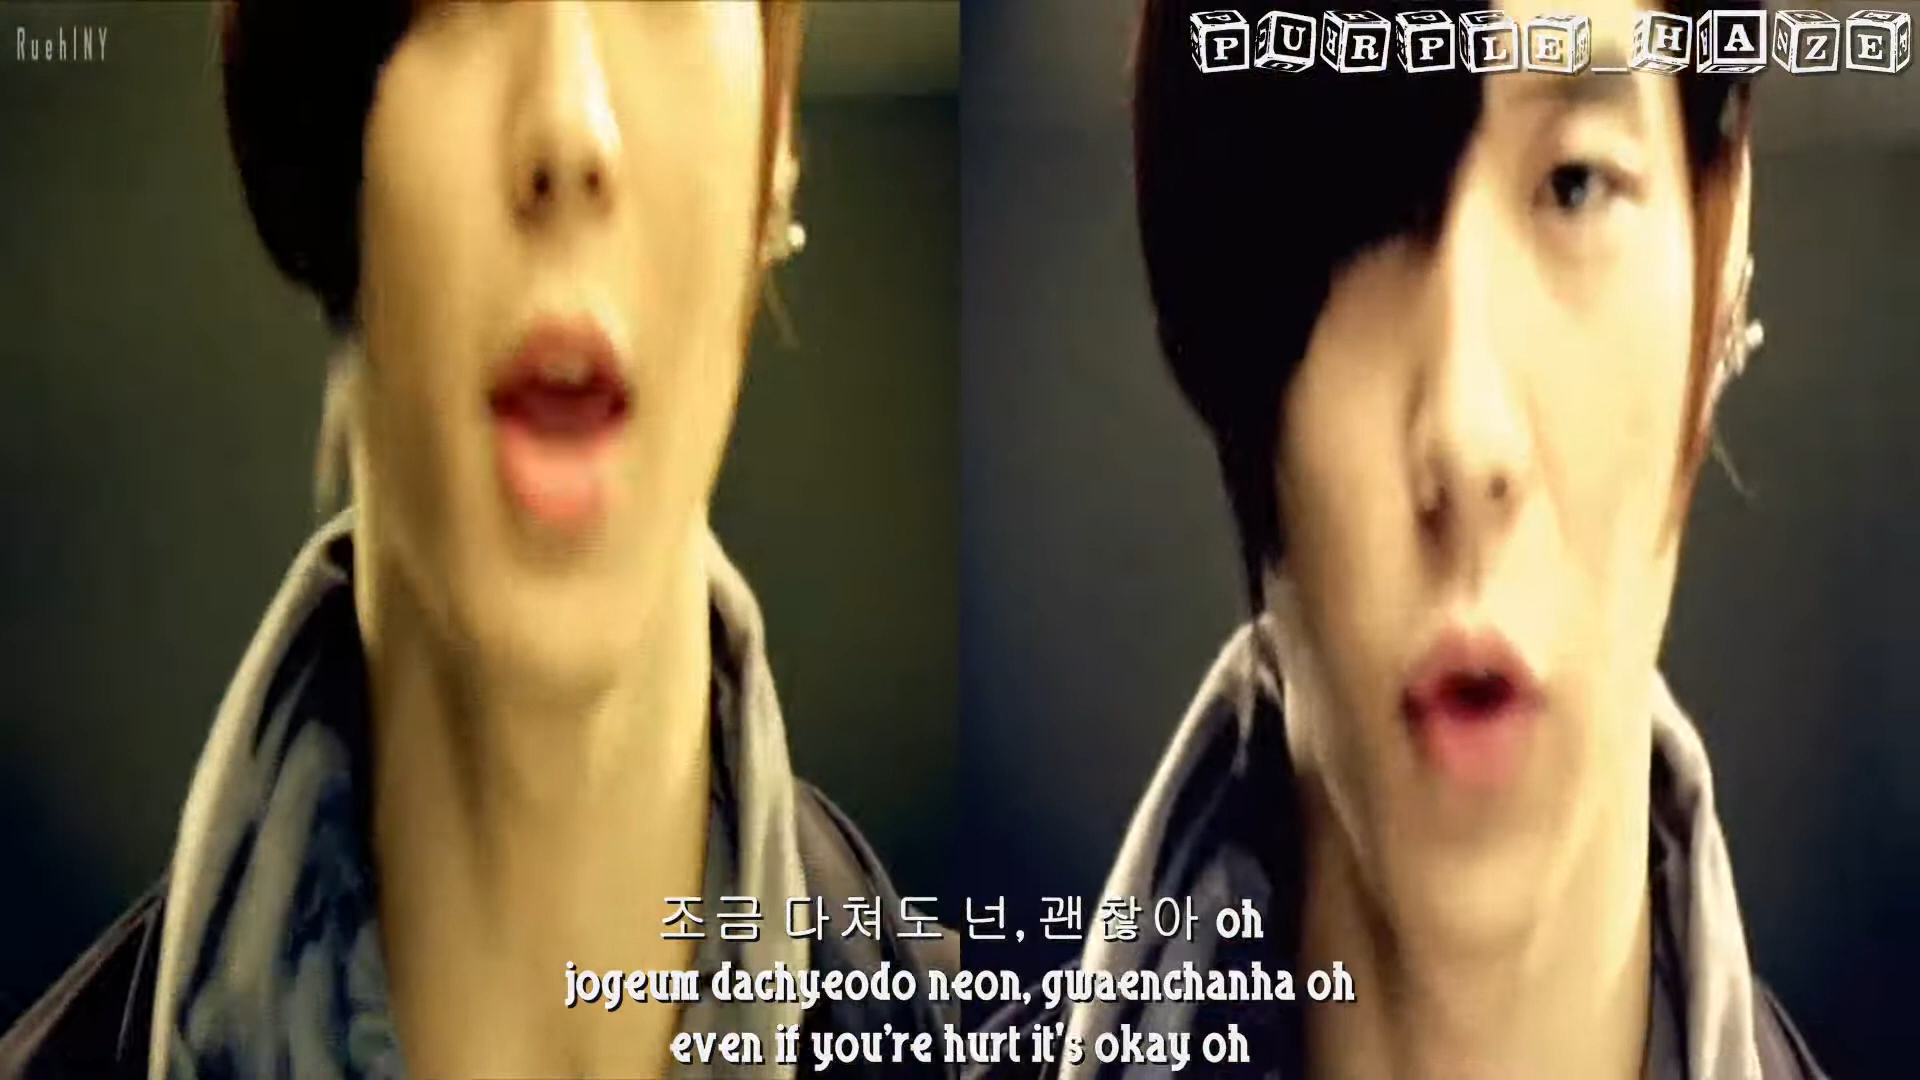 RuehINY
PURPLE_HAZE
조금 다쳐도 넌, 괜찮아 oh
jogeum dachyeodo neon, gwaenchanha oh
even if you're hurt it's okay oh